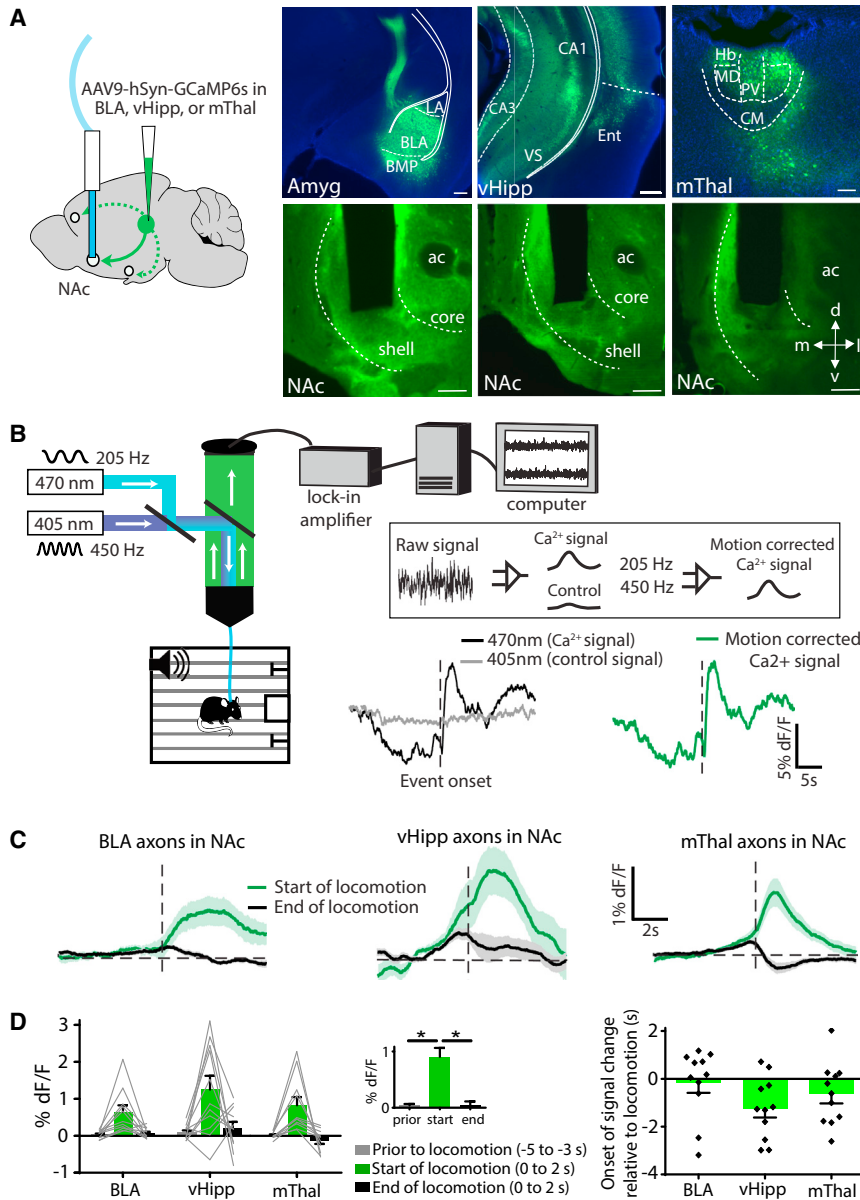 A
AAV9-hSyn-GCaMP6s in
BLA, vHipp, or mThal
NAc
LA
BLA
BMP
Amyg
CA1
CA3
Ent
VS
vHipp
Hb
MD
PV
CM
mThal
ac
core
shell
NAc
ac
core
shell
NAc
ac
d
m
l
v
NAc
B
205 Hz
470 nm
405 nm
450 Hz
lock-in
amplifier
computer
Raw signal
Ca²⁺ signal
Control
205 Hz
450 Hz
Motion corrected
Ca²⁺ signal
470nm (Ca²⁺ signal)
405nm (control signal)
Event onset
Motion corrected
Ca2+ signal
5% dF/F
5s
C
BLA axons in NAc
vHipp axons in NAc
mThal axons in NAc
Start of locomotion
End of locomotion
1% dF/F
2s
D
% dF/F
3
2
1
0
-1
BLA
vHipp
mThal
% dF/F
1
0
* *
prior
start
end
Prior to locomotion (-5 to -3 s)
Start of locomotion (0 to 2 s)
End of locomotion (0 to 2 s)
Onset of signal change
relative to locomotion (s)
2
0
-2
-4
BLA
vHipp
mThal